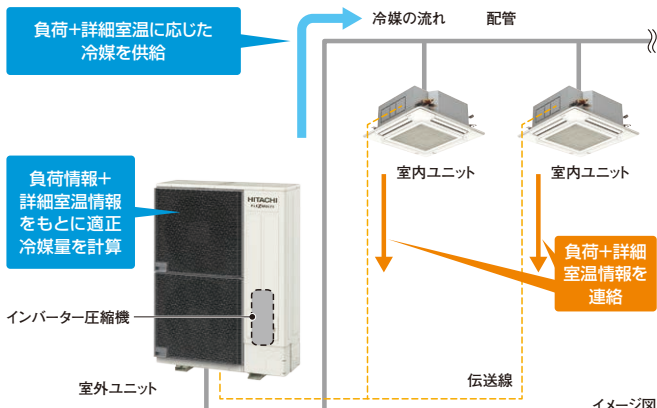 負荷+詳細室温に応じた
冷媒を供給
冷媒の流れ
配管
負荷情報+
詳細室温情報
をもとに適正
冷媒量を計算
HITACHI
室内ユニット
室内ユニット
負荷+詳細
室温情報を
連絡
インバーター圧縮機
伝送線
室外ユニット
イメージ図